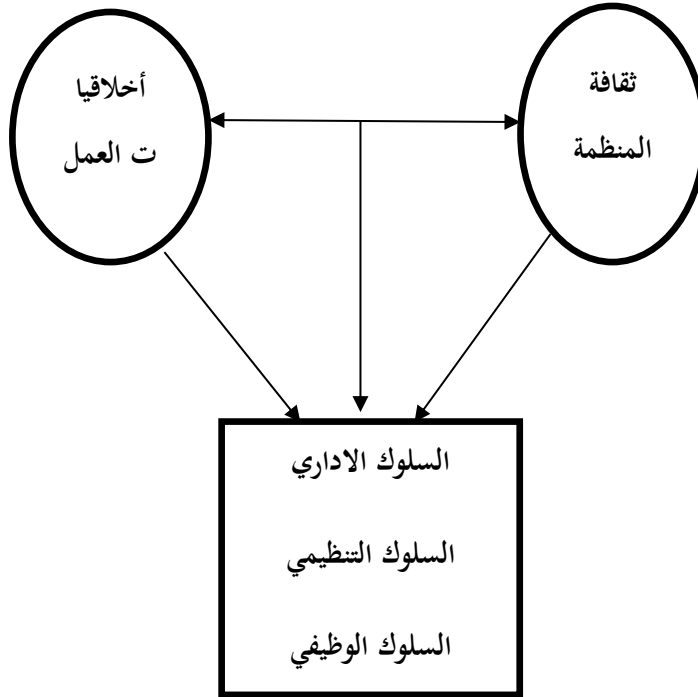 ثقافة
المنظمة
أخلاقيا
ت العمل
السلوك الاداري
السلوك التنظيمي
السلوك الوظيفي